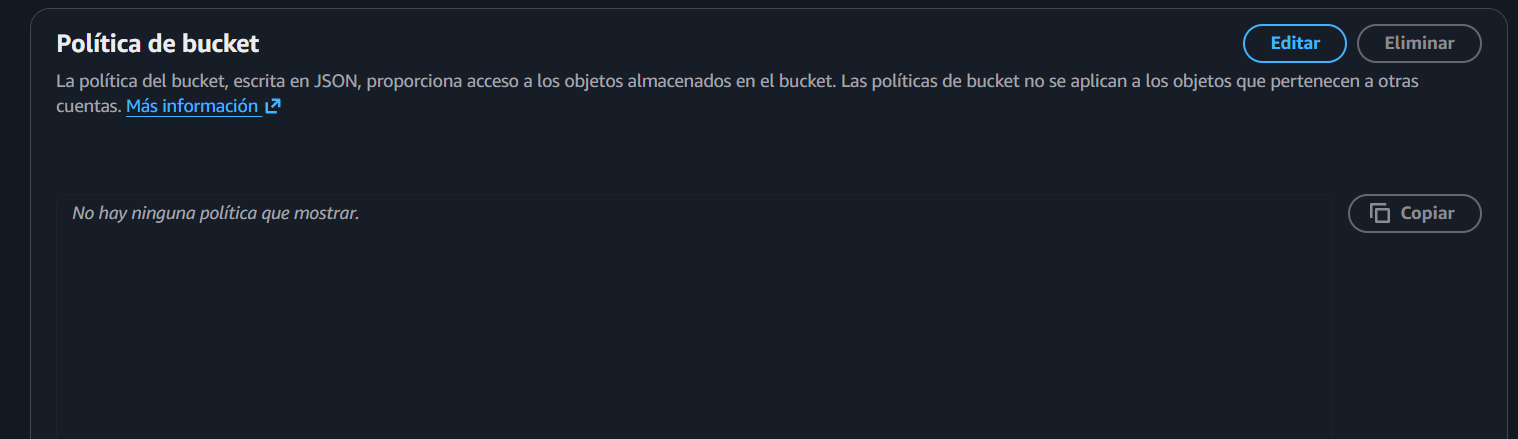 Política de bucket
Editar
Eliminar
La política del bucket, escrita en JSON, proporciona acceso a los objetos almacenados en el bucket. Las políticas de bucket no se aplican a los objetos que pertenecen a otras
cuentas. Más información
No hay ninguna política que mostrar.
Copiar